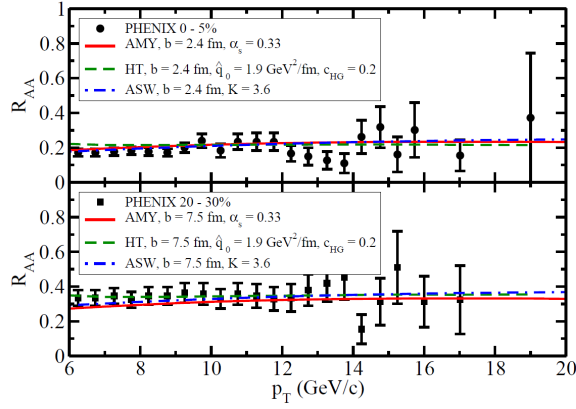 1
0.8
0.6
0.4
0.2
0
R_AA
PHENIX 0 - 5%
AMY, b = 2.4 fm, α_s = 0.33
HT, b = 2.4 fm, q̂_0 = 1.9 GeV²/fm, c_HG = 0.2
ASW, b = 2.4 fm, K = 3.6
0.8
0.6
0.4
0.2
0
R_AA
PHENIX 20 - 30%
AMY, b = 7.5 fm, α_s = 0.33
HT, b = 7.5 fm, q̂_0 = 1.9 GeV²/fm, c_HG = 0.2
ASW, b = 7.5 fm, K = 3.6
6 8 10 12 14 16 18 20
p_T (GeV/c)